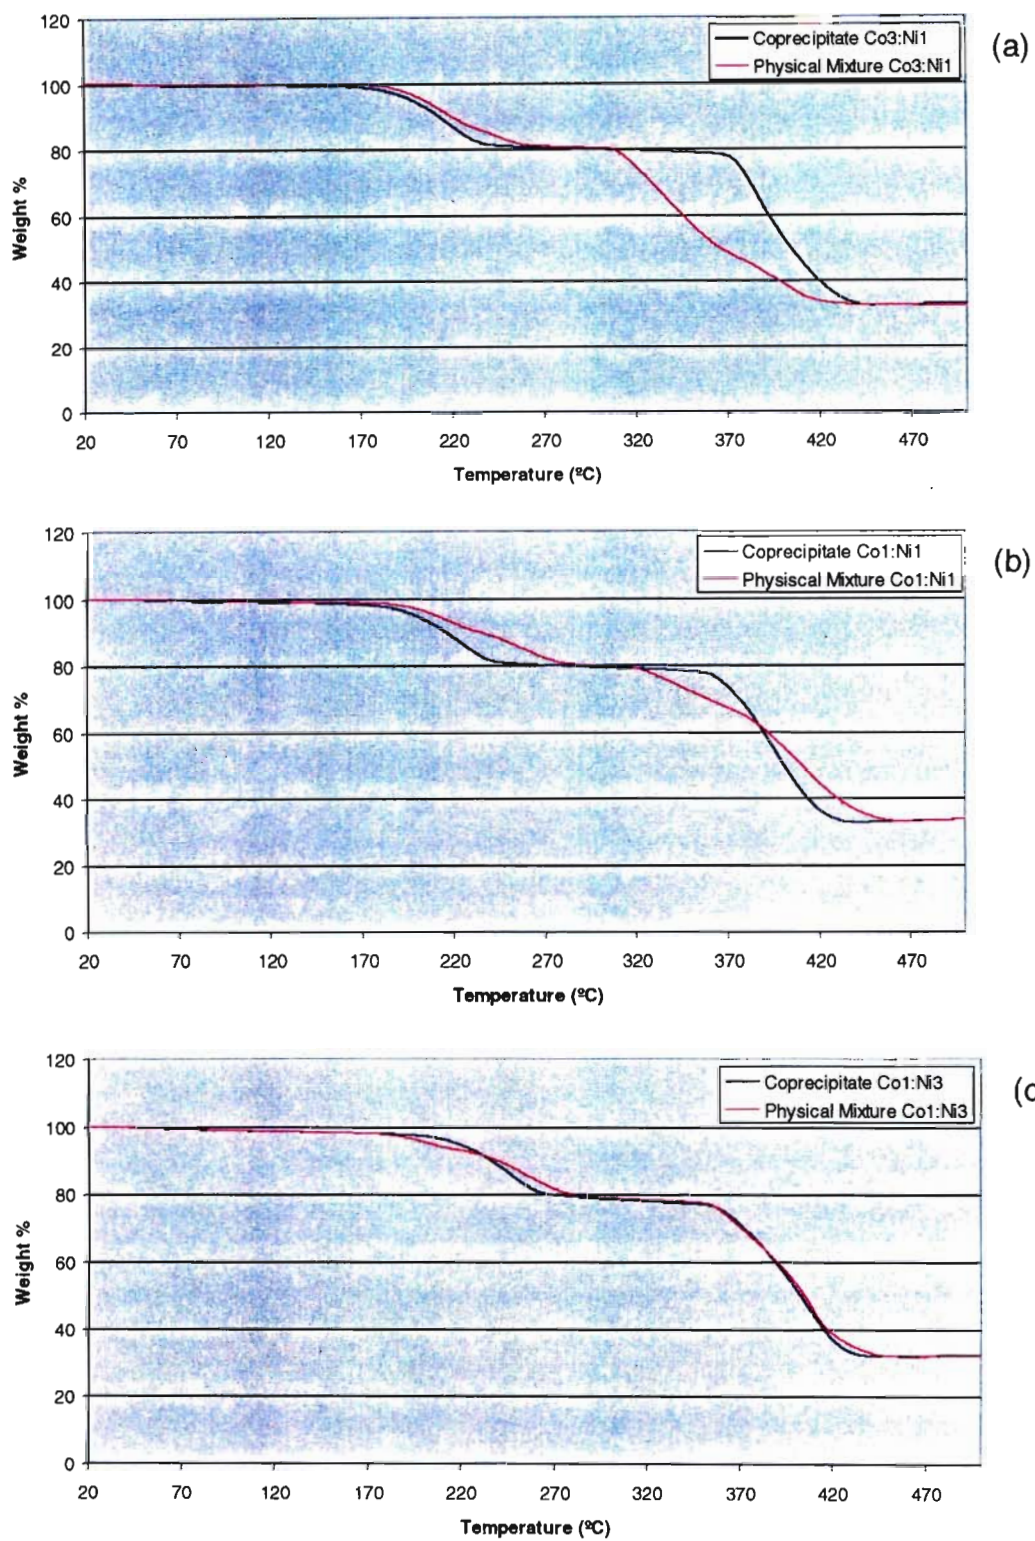 120
100
80
60
40
20
0
Weight %
Coprecipitate Co3:Ni1
Physical Mixture Co3:Ni1
(a)
20 70 120 170 220 270 320 370 420 470
Temperature (ºC)
120
100
80
60
40
20
0
Weight %
Coprecipitate Co1:Ni1
Physiscal Mixture Co1:Ni1
(b)
20 70 120 170 220 270 320 370 420 470
Temperature (ºC)
120
100
80
60
40
20
0
Weight %
Coprecipitate Co1:Ni3
Physical Mixture Co1:Ni3
(c
20 70 120 170 220 270 320 370 420 470
Temperature (ºC)